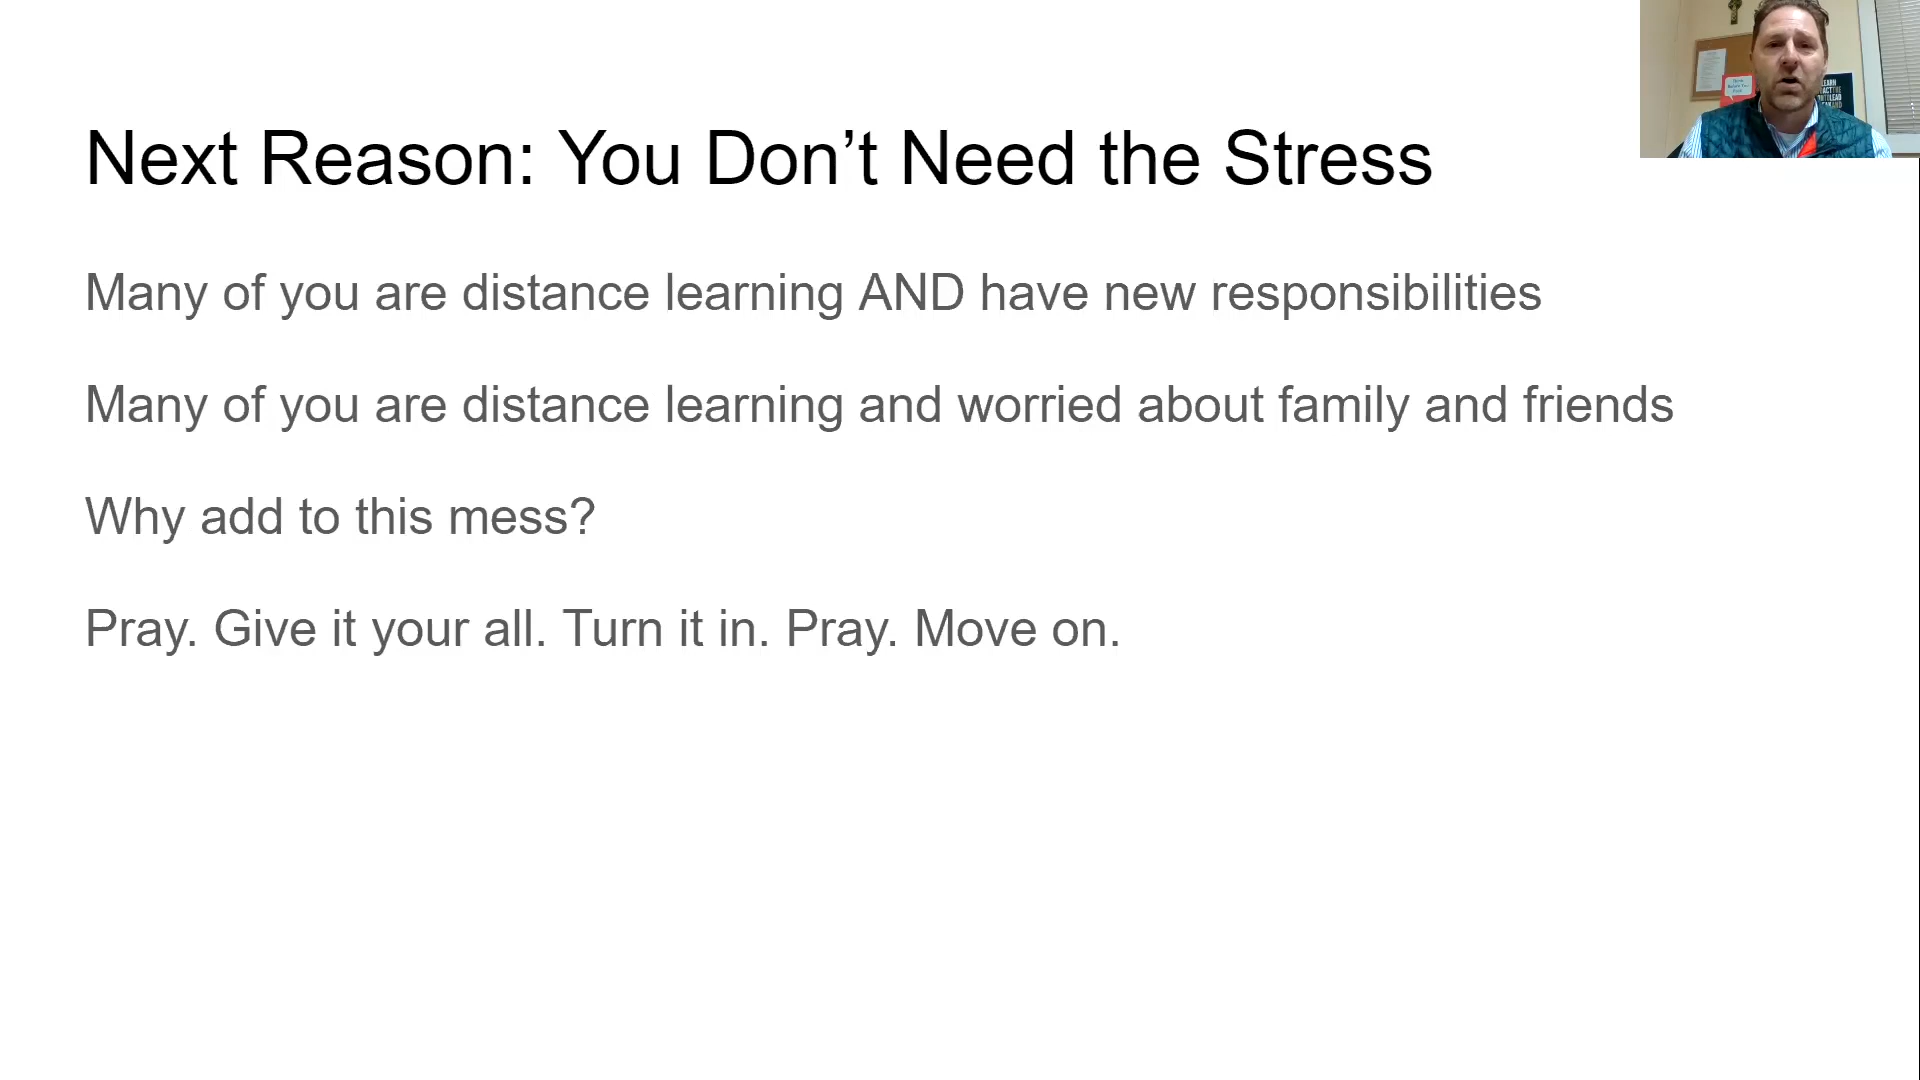 Next Reason: You Don’t Need the Stress
Many of you are distance learning AND have new responsibilities
Many of you are distance learning and worried about family and friends
Why add to this mess?
Pray. Give it your all. Turn it in. Pray. Move on.
LEARN